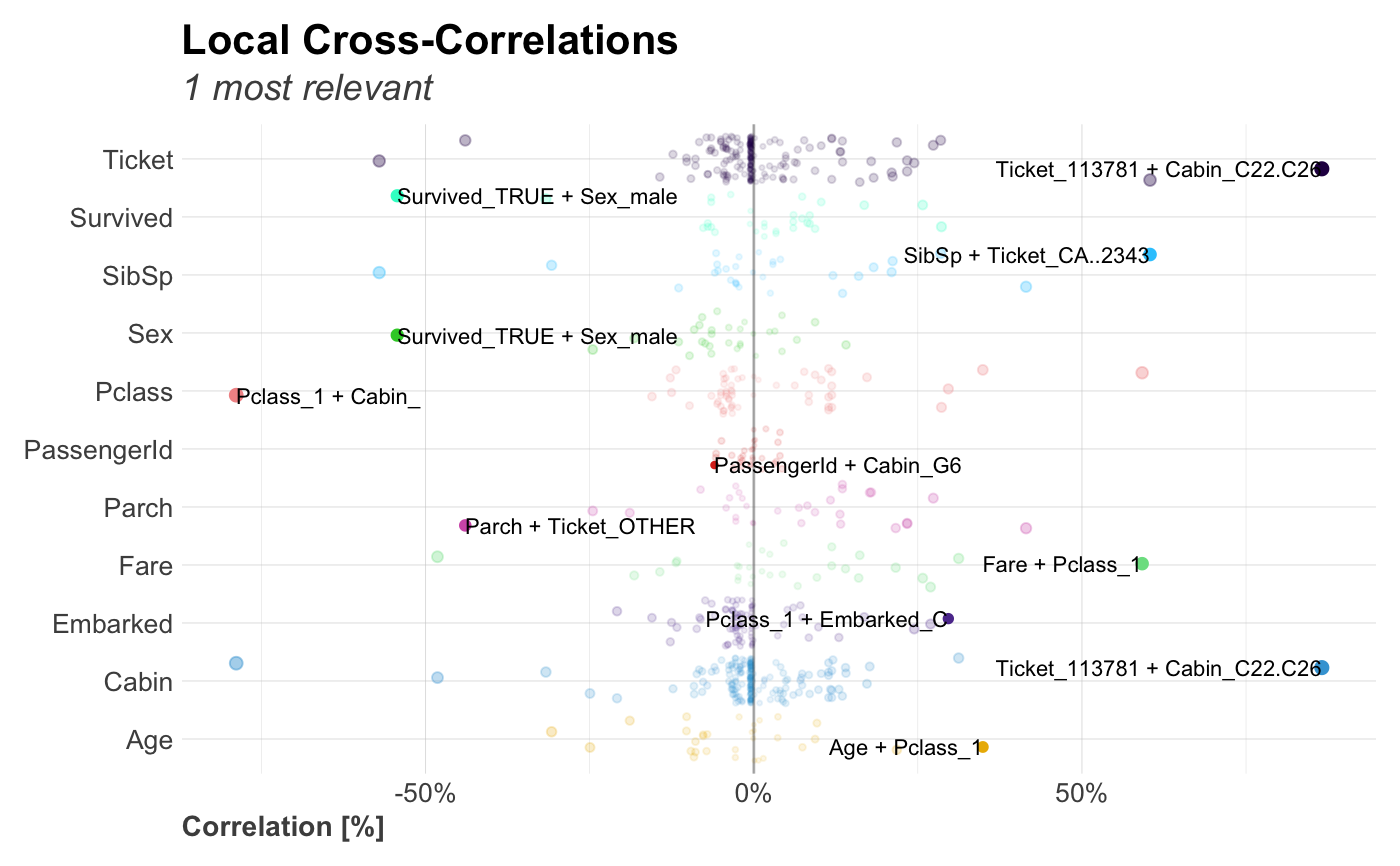 Local Cross-Correlations
1 most relevant
Ticket
Ticket_113781 + Cabin_C22.C26
Survived_TRUE + Sex_male
Survived
SibSp + Ticket_CA..2343
SibSp
Sex
Survived_TRUE + Sex_male
Pclass
Pclass_1 + Cabin_
PassengerId
PassengerId + Cabin_G6
Parch
Parch + Ticket_OTHER
Fare
Fare + Pclass_1
Embarked
Pclass_1 + Embarked_C
Cabin
Ticket_113781 + Cabin_C22.C26
Age
Age + Pclass_1
-50%
0%
50%
Correlation [%]